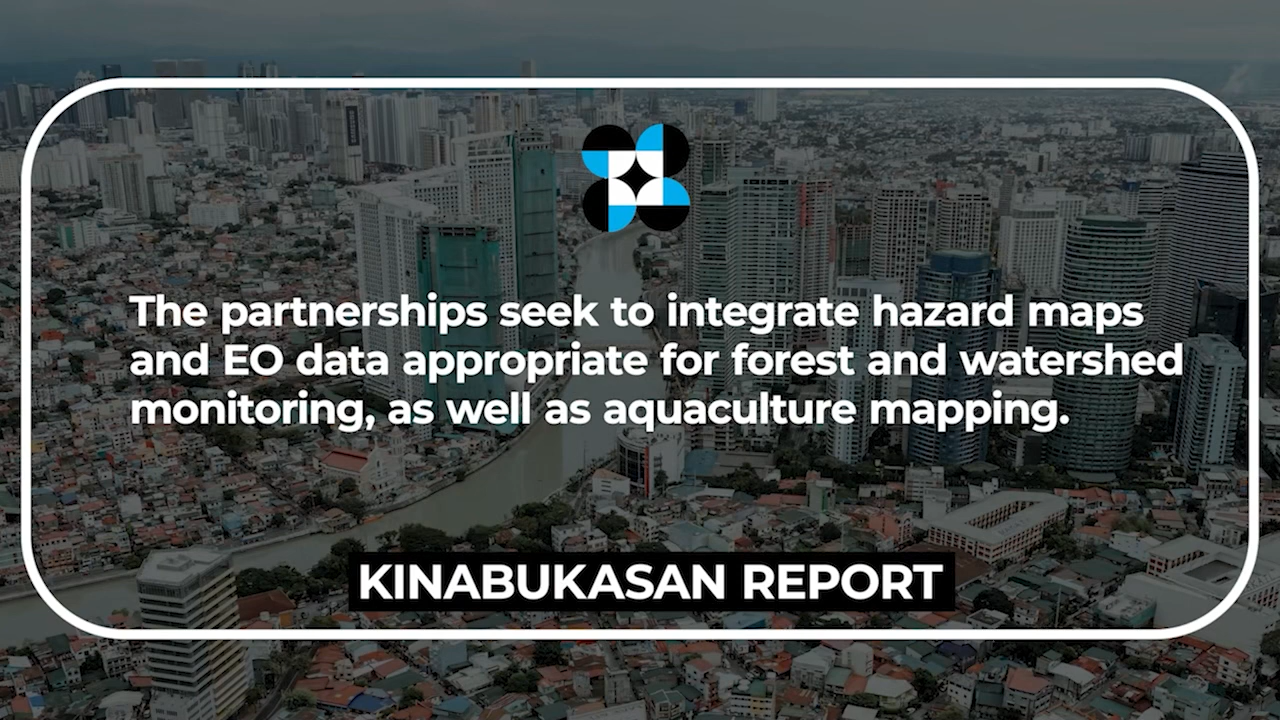 The partnerships seek to integrate hazard maps
and EO data appropriate for forest and watershed
monitoring, as well as aquaculture mapping.
KINABUKASAN REPORT